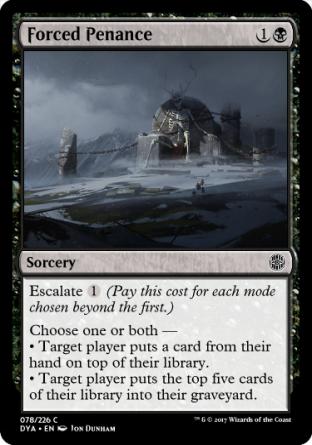 Forced Penance 1
Sorcery
Escalate 1 (Pay this cost for each mode
chosen beyond the first.)
Choose one or both —
• Target player puts a card from their
hand on top of their library.
• Target player puts the top five cards
of their library into their graveyard.
078/226 C
DYA • EN Jon Dunham
™ & © 2017 Wizards of the Coast